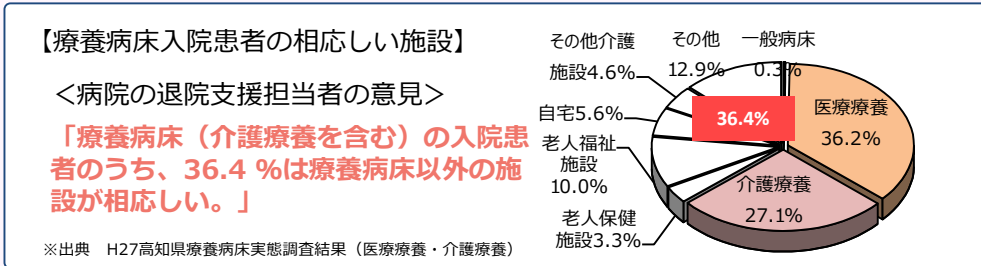 【療養病床入院患者の相応しい施設】
＜病院の退院支援担当者の意見＞
「療養病床（介護療養を含む）の入院患
者のうち、36.4 %は療養病床以外の施
設が相応しい。」
※出典　H27高知県療養病床実態調査結果（医療療養・介護療養）
その他介護
施設4.6%
その他
12.9%
一般病床
0.3%
医療療養
36.2%
36.4%
自宅5.6%
老人福祉
施設
10.0%
介護療養
27.1%
老人保健
施設3.3%